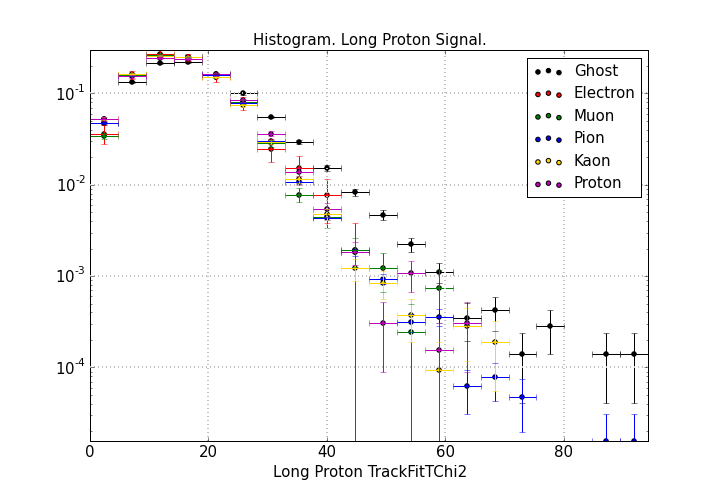 Histogram. Long Proton Signal.
Ghost
Electron
Muon
Pion
Kaon
Proton
10^-1
10^-2
10^-3
10^-4
0 20 40 60 80
Long Proton TrackFitTChi2